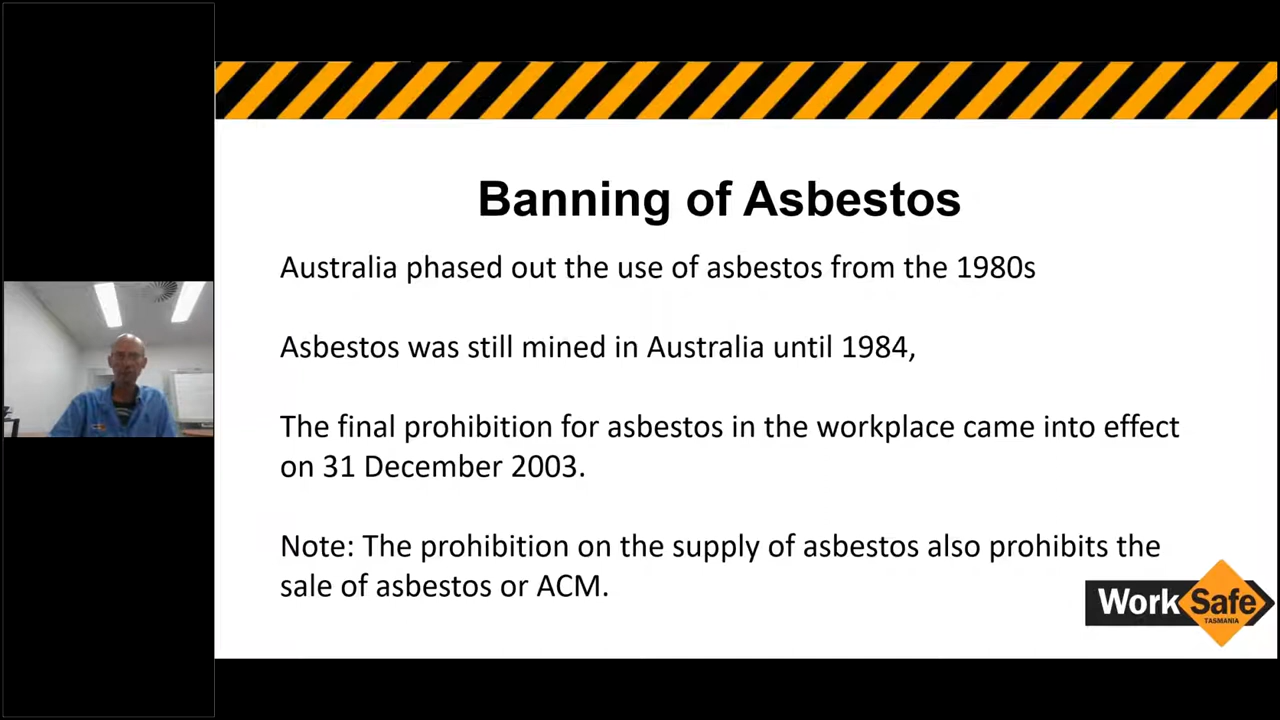 Banning of Asbestos
Australia phased out the use of asbestos from the 1980s
Asbestos was still mined in Australia until 1984,
The final prohibition for asbestos in the workplace came into effect
on 31 December 2003.
Note: The prohibition on the supply of asbestos also prohibits the
sale of asbestos or ACM.
WorkSafe
TASMANIA